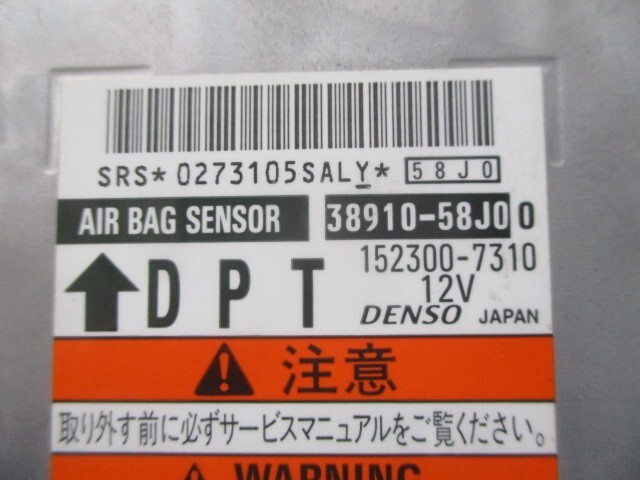 SRS*0273105SALY* 58J0
AIR BAG SENSOR 38910-58J00
152300-7310
DPT 12V
DENSO JAPAN
注意
取り外す前に必ずサービスマニュアルをご覧ください。
WARNING